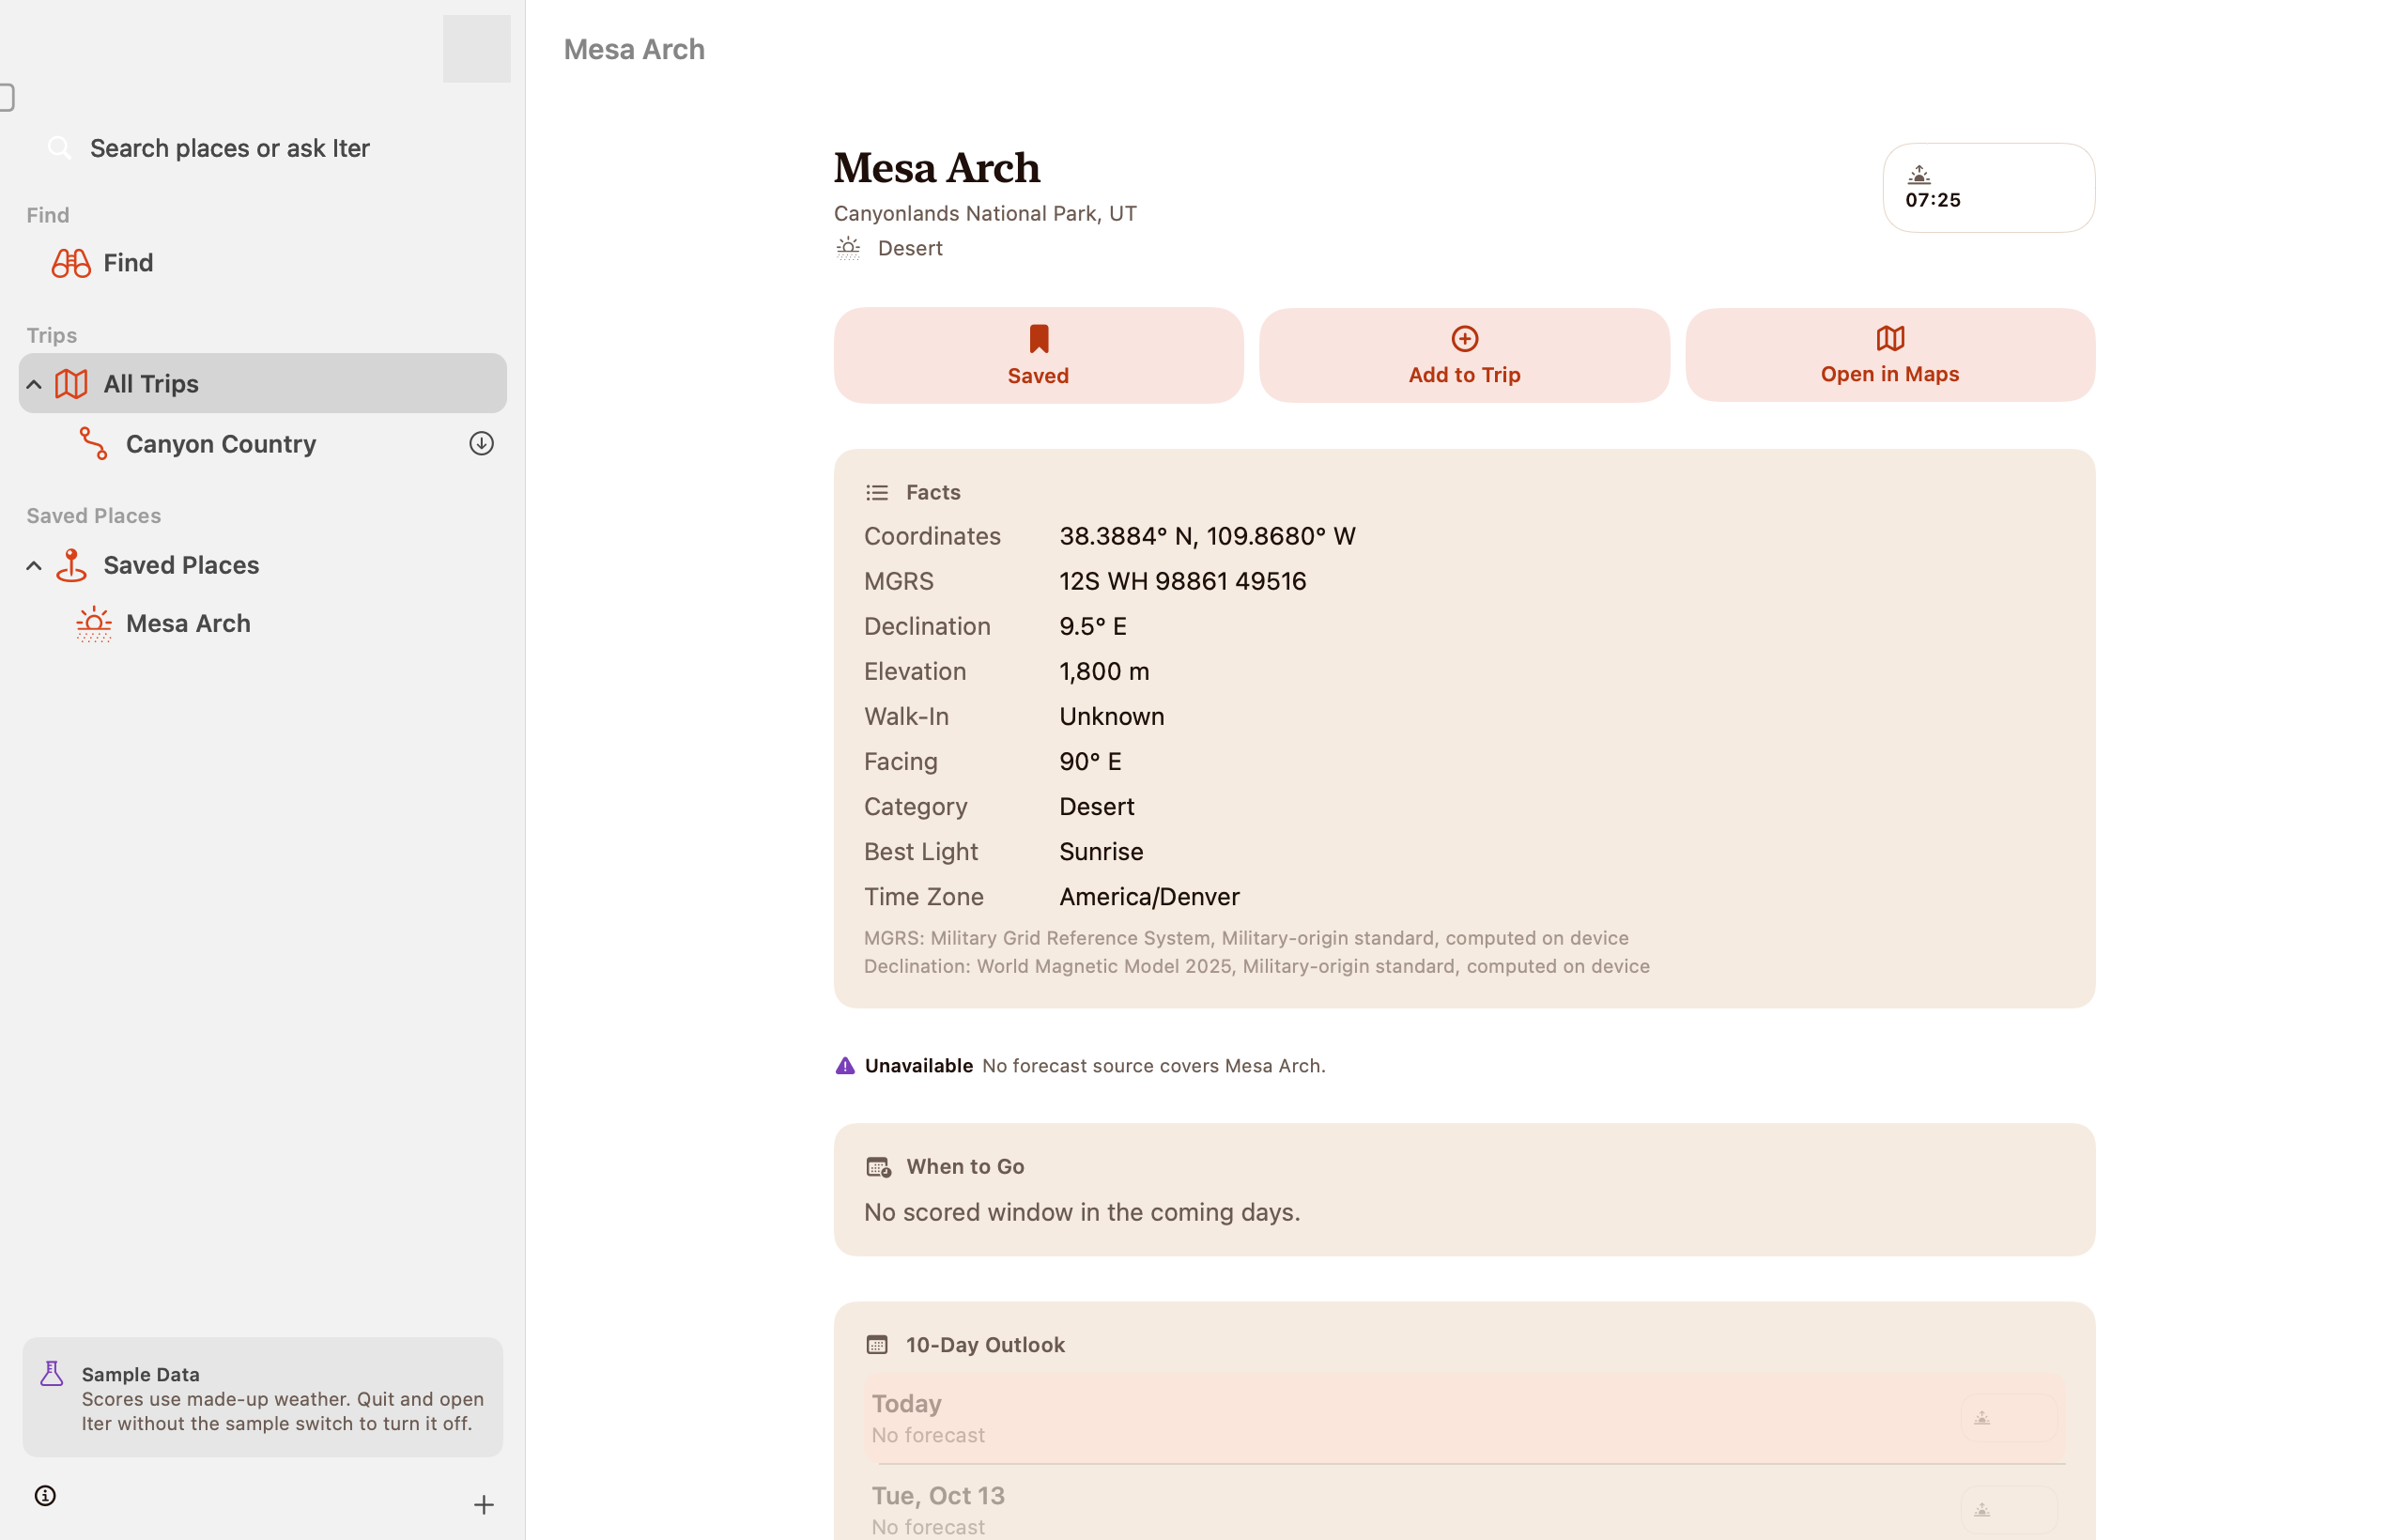 Mesa Arch
Search places or ask Iter
Find
Find
Trips
All Trips
Canyon Country
Saved Places
Saved Places
Mesa Arch
Sample Data
Scores use made-up weather. Quit and open
Iter without the sample switch to turn it off.
Mesa Arch
Canyonlands National Park, UT
Desert
07:25
Saved
Add to Trip
Open in Maps
Facts
Coordinates 38.3884° N, 109.8680° W
MGRS 12S WH 98861 49516
Declination 9.5° E
Elevation 1,800 m
Walk-In Unknown
Facing 90° E
Category Desert
Best Light Sunrise
Time Zone America/Denver
MGRS: Military Grid Reference System, Military-origin standard, computed on device
Declination: World Magnetic Model 2025, Military-origin standard, computed on device
Unavailable No forecast source covers Mesa Arch.
When to Go
No scored window in the coming days.
10-Day Outlook
Today
No forecast
Tue, Oct 13
No forecast